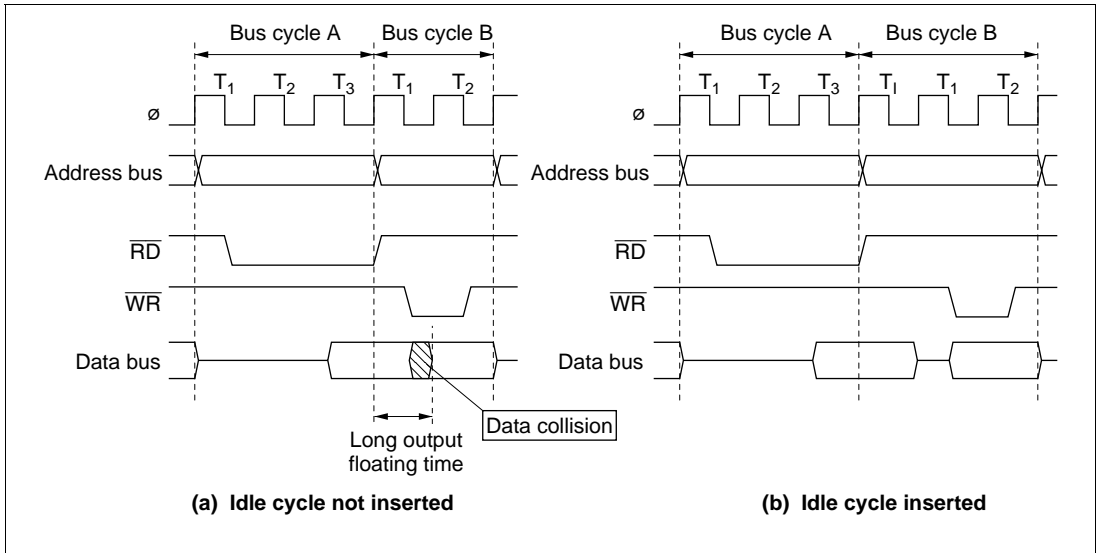 Bus cycle A Bus cycle B
T1 T2 T3 T1 T2
ø
Address bus
RD
WR
Data bus
Data collision
Long output
floating time
(a) Idle cycle not inserted
Bus cycle A Bus cycle B
T1 T2 T3 TI T1 T2
ø
Address bus
RD
WR
Data bus
(b) Idle cycle inserted